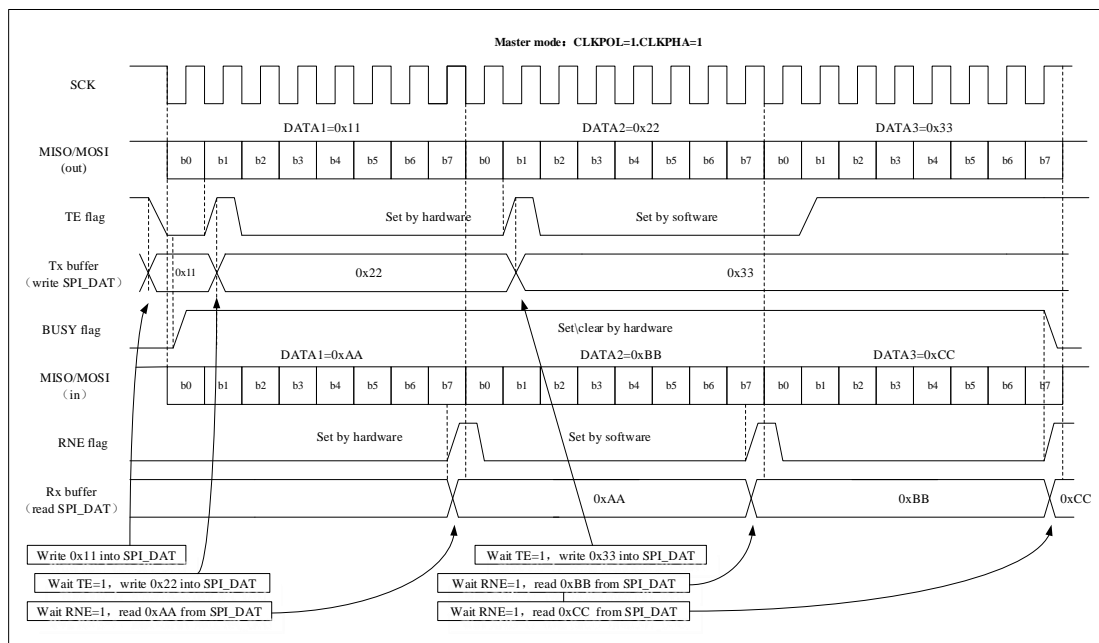 Master mode：CLKPOL=1.CLKPHA=1
SCK
DATA1=0x11 DATA2=0x22 DATA3=0x33
MISO/MOSI
(out)
b0 b1 b2 b3 b4 b5 b6 b7 b0 b1 b2 b3 b4 b5 b6 b7 b0 b1 b2 b3 b4 b5 b6 b7
TE flag
Set by hardware Set by software
Tx buffer
（write SPI_DAT）
0x11 0x22 0x33
BUSY flag
Set\clear by hardware
DATA1=0xAA DATA2=0xBB DATA3=0xCC
MISO/MOSI
（in）
b0 b1 b2 b3 b4 b5 b6 b7 b0 b1 b2 b3 b4 b5 b6 b7 b0 b1 b2 b3 b4 b5 b6 b7
RNE flag
Set by hardware Set by software
Rx buffer
（read SPI_DAT）
0xAA 0xBB 0xCC
Write 0x11 into SPI_DAT
Wait TE=1，write 0x33 into SPI_DAT
Wait TE=1，write 0x22 into SPI_DAT
Wait RNE=1，read 0xBB from SPI_DAT
Wait RNE=1，read 0xAA from SPI_DAT
Wait RNE=1，read 0xCC from SPI_DAT